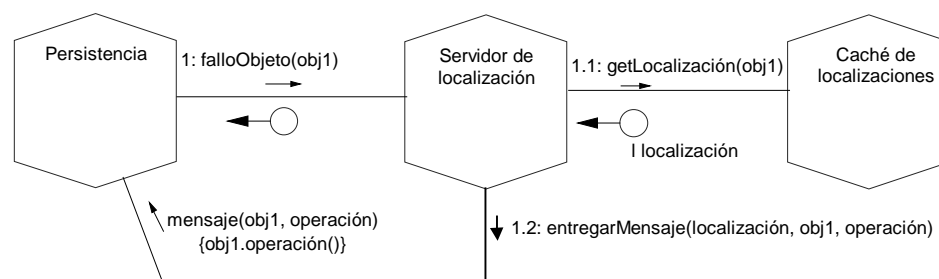 Persistencia
1: falloObjeto(obj1)
Servidor de
localización
1.1: getLocalización(obj1)
Caché de
localizaciones
l localización
mensaje(obj1, operación)
{obj1.operación()}
1.2: entregarMensaje(localización, obj1, operación)